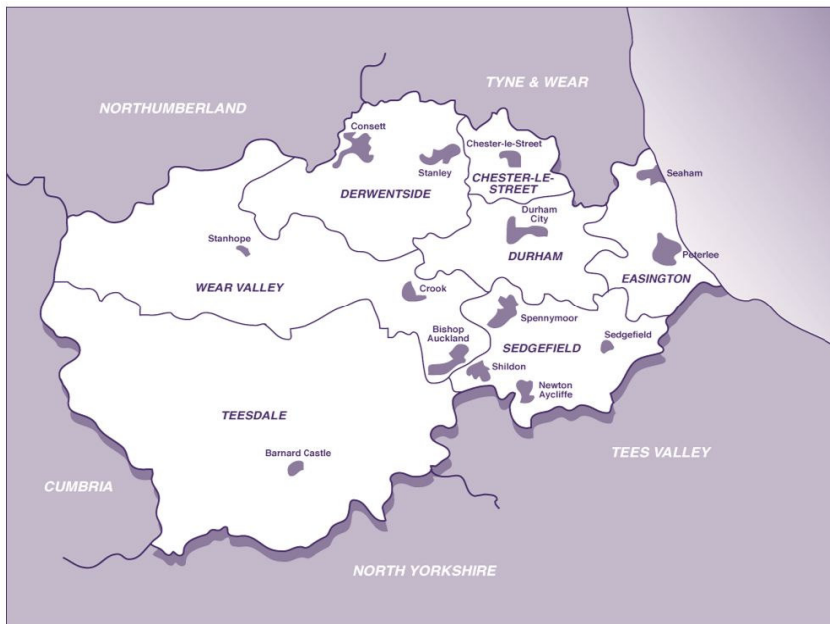 TYNE & WEAR
NORTHUMBERLAND
Consett
Stanley
DERWENTSIDE
Chester-le-Street
CHESTER-LE-
STREET
Seaham
Durham
City
DURHAM
Peterlee
EASINGTON
Stanhope
WEAR VALLEY
Crook
Bishop
Auckland
Spennymoor
SEDGEFIELD
Sedgefield
Shildon
Newton
Aycliffe
TEESDALE
Barnard Castle
TEES VALLEY
CUMBRIA
NORTH YORKSHIRE